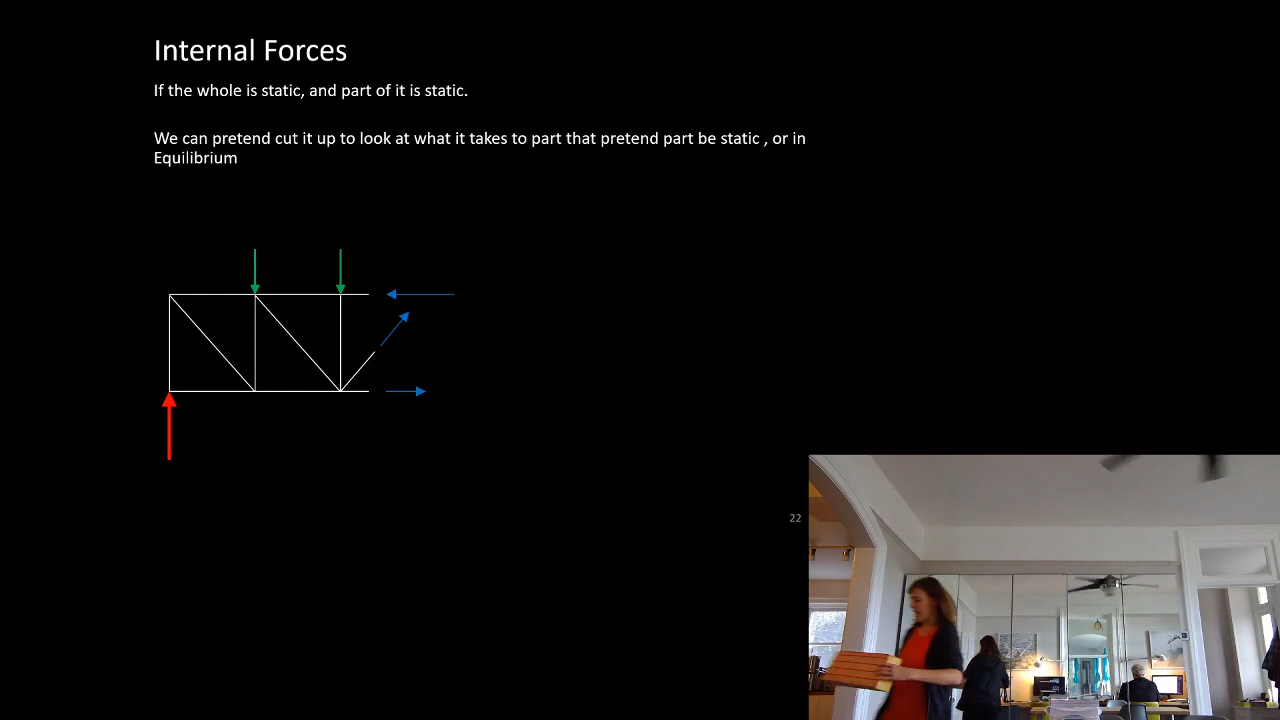 Internal Forces
If the whole is static, and part of it is static.
We can pretend cut it up to look at what it takes to part that pretend part be static , or in
Equilibrium
22